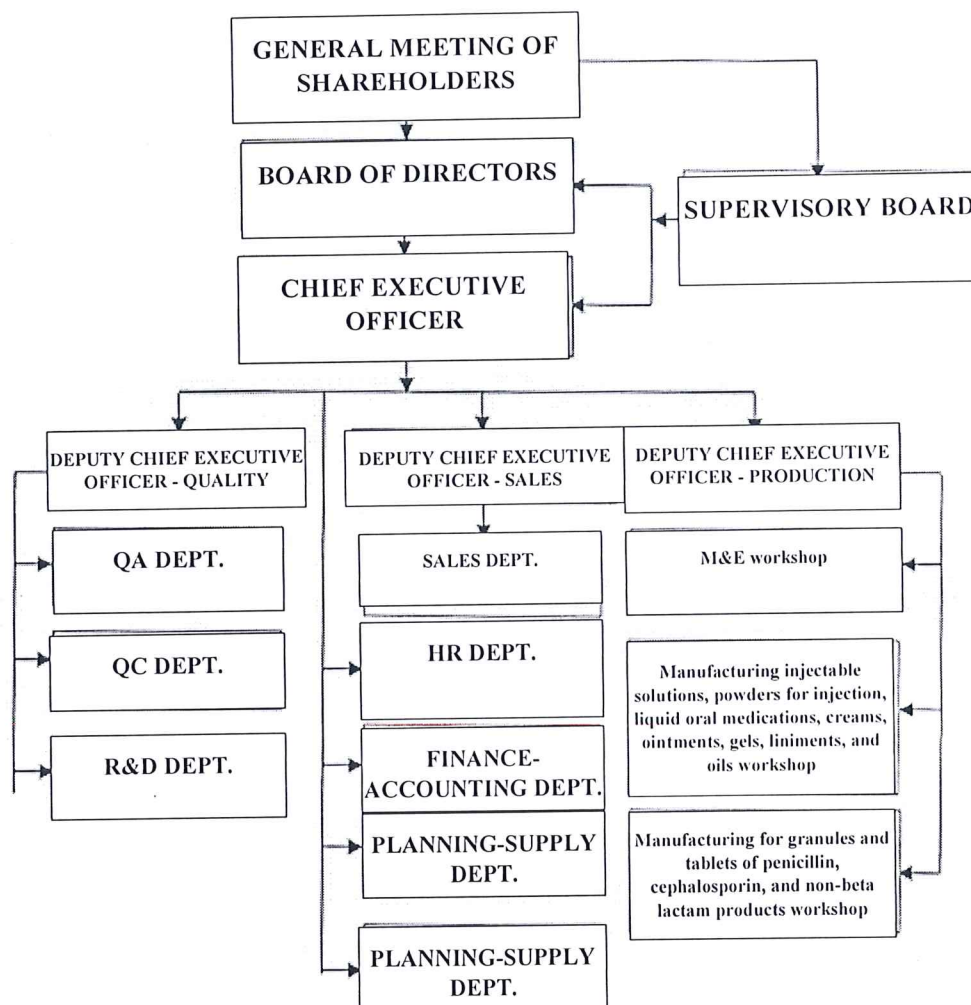 GENERAL MEETING OF
SHAREHOLDERS
BOARD OF DIRECTORS
SUPERVISORY BOARD
CHIEF EXECUTIVE
OFFICER
DEPUTY CHIEF EXECUTIVE
OFFICER - QUALITY
QA DEPT.
QC DEPT.
R&D DEPT.
DEPUTY CHIEF EXECUTIVE
OFFICER - SALES
SALES DEPT.
HR DEPT.
FINANCE-
ACCOUNTING DEPT.
PLANNING-SUPPLY
DEPT.
PLANNING-SUPPLY
DEPT.
DEPUTY CHIEF EXECUTIVE
OFFICER - PRODUCTION
M&E workshop
Manufacturing injectable
solutions, powders for injection,
liquid oral medications, creams,
ointments, gels, liniments, and
oils workshop
Manufacturing for granules and
tablets of penicillin,
cephalosporin, and non-beta
lactam products workshop